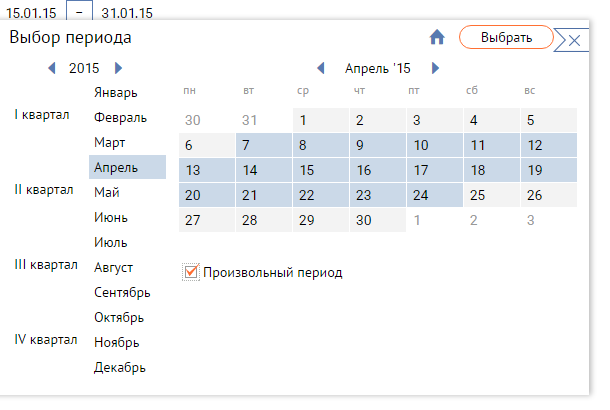 15.01.15 – 31.01.15
Выбор периода Выбрать
2015 Апрель '15
пн вт ср чт пт сб вс
Январь
I квартал Февраль
Март
Апрель
II квартал Май
Июнь
Июль
III квартал Август
Сентябрь
Октябрь
IV квартал Ноябрь
Декабрь
30 31 1 2 3 4 5
6 7 8 9 10 11 12
13 14 15 16 17 18 19
20 21 22 23 24 25 26
27 28 29 30 1 2 3
Произвольный период